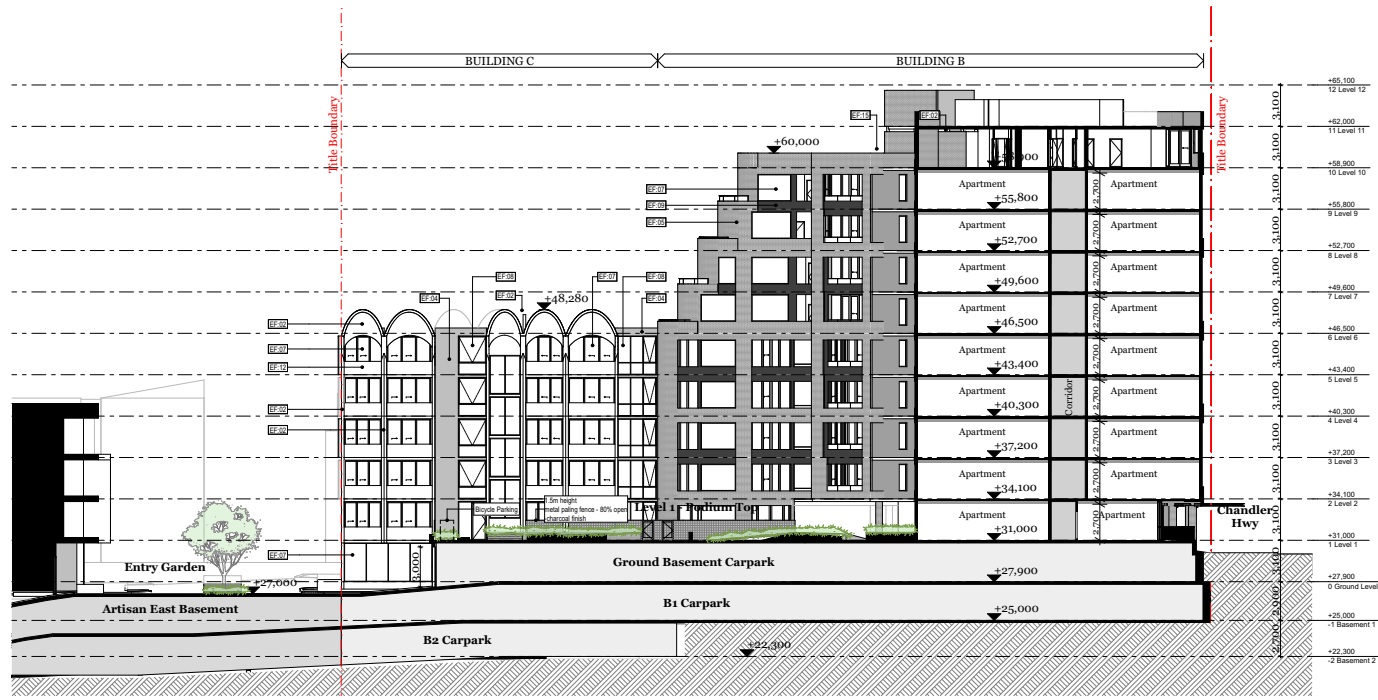 BUILDING C
BUILDING B
Title Boundary
Title Boundary
+65,100
12 Level 12
3,100
+62,000
11 Level 11
3,100
+58,900
10 Level 10
3,100
+55,800
9 Level 9
3,100
+52,700
8 Level 8
3,100
+49,600
7 Level 7
3,100
+46,500
6 Level 6
3,100
+43,400
5 Level 5
3,100
+40,300
4 Level 4
3,100
+37,200
3 Level 3
3,100
+34,100
2 Level 2
3,100
+31,000
1 Level 1
3,100
+27,900
0 Ground Level
2,900
+25,000
-1 Basement 1
2,700
+22,300
-2 Basement 2
EF:15
EF:02
+60,000
EF:07
EF:09
EF:05
Apartment
2,700
Apartment
+55,800
Apartment
2,700
Apartment
+52,700
Apartment
2,700
Apartment
+49,600
Apartment
2,700
Apartment
+46,500
Apartment
2,700
Apartment
+43,400
Apartment
2,700
Apartment
+40,300
Corridor
Apartment
2,700
Apartment
+37,200
Apartment
2,700
Apartment
+34,100
Apartment
2,700
Apartment
+31,000
EF:08
EF:07
EF:08
EF:04
EF:02
+48,280
EF:04
EF:02
EF:07
EF:12
EF:02
EF:02
Bicycle Parking
1.5m height
metal paling fence - 80% open
charcoal finish
Level 1 - Podium Top
Chandler
Hwy
EF:07
3,000
Entry Garden
+27,000
Ground Basement Carpark
+27,900
Artisan East Basement
B1 Carpark
+25,000
B2 Carpark
+22,300